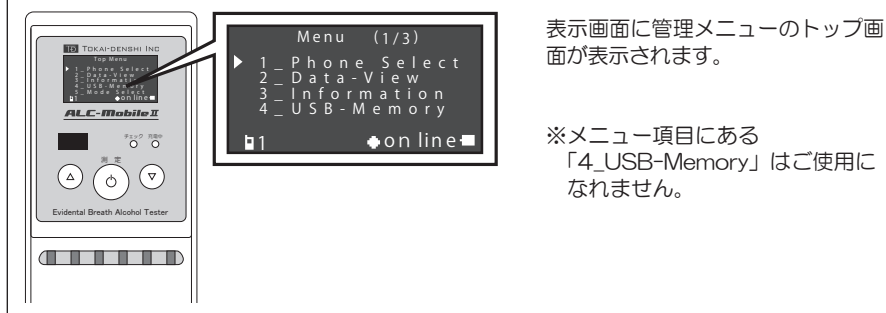 TD TOKAI-DENSHI INC
Top Menu
1_Phone Select
2_Data-View
3_Information
4_USB-Memory
5_Mode Select
1 on line
ALC-Mobile II
チェック 充電中
測 定
Evidental Breath Alcohol Tester
Menu (1/3)
1_Phone Select
2_Data-View
3_Information
4_USB-Memory
1 on line
表示画面に管理メニューのトップ画
面が表示されます。
※メニュー項目にある
「4_USB-Memory」はご使用に
なれません。